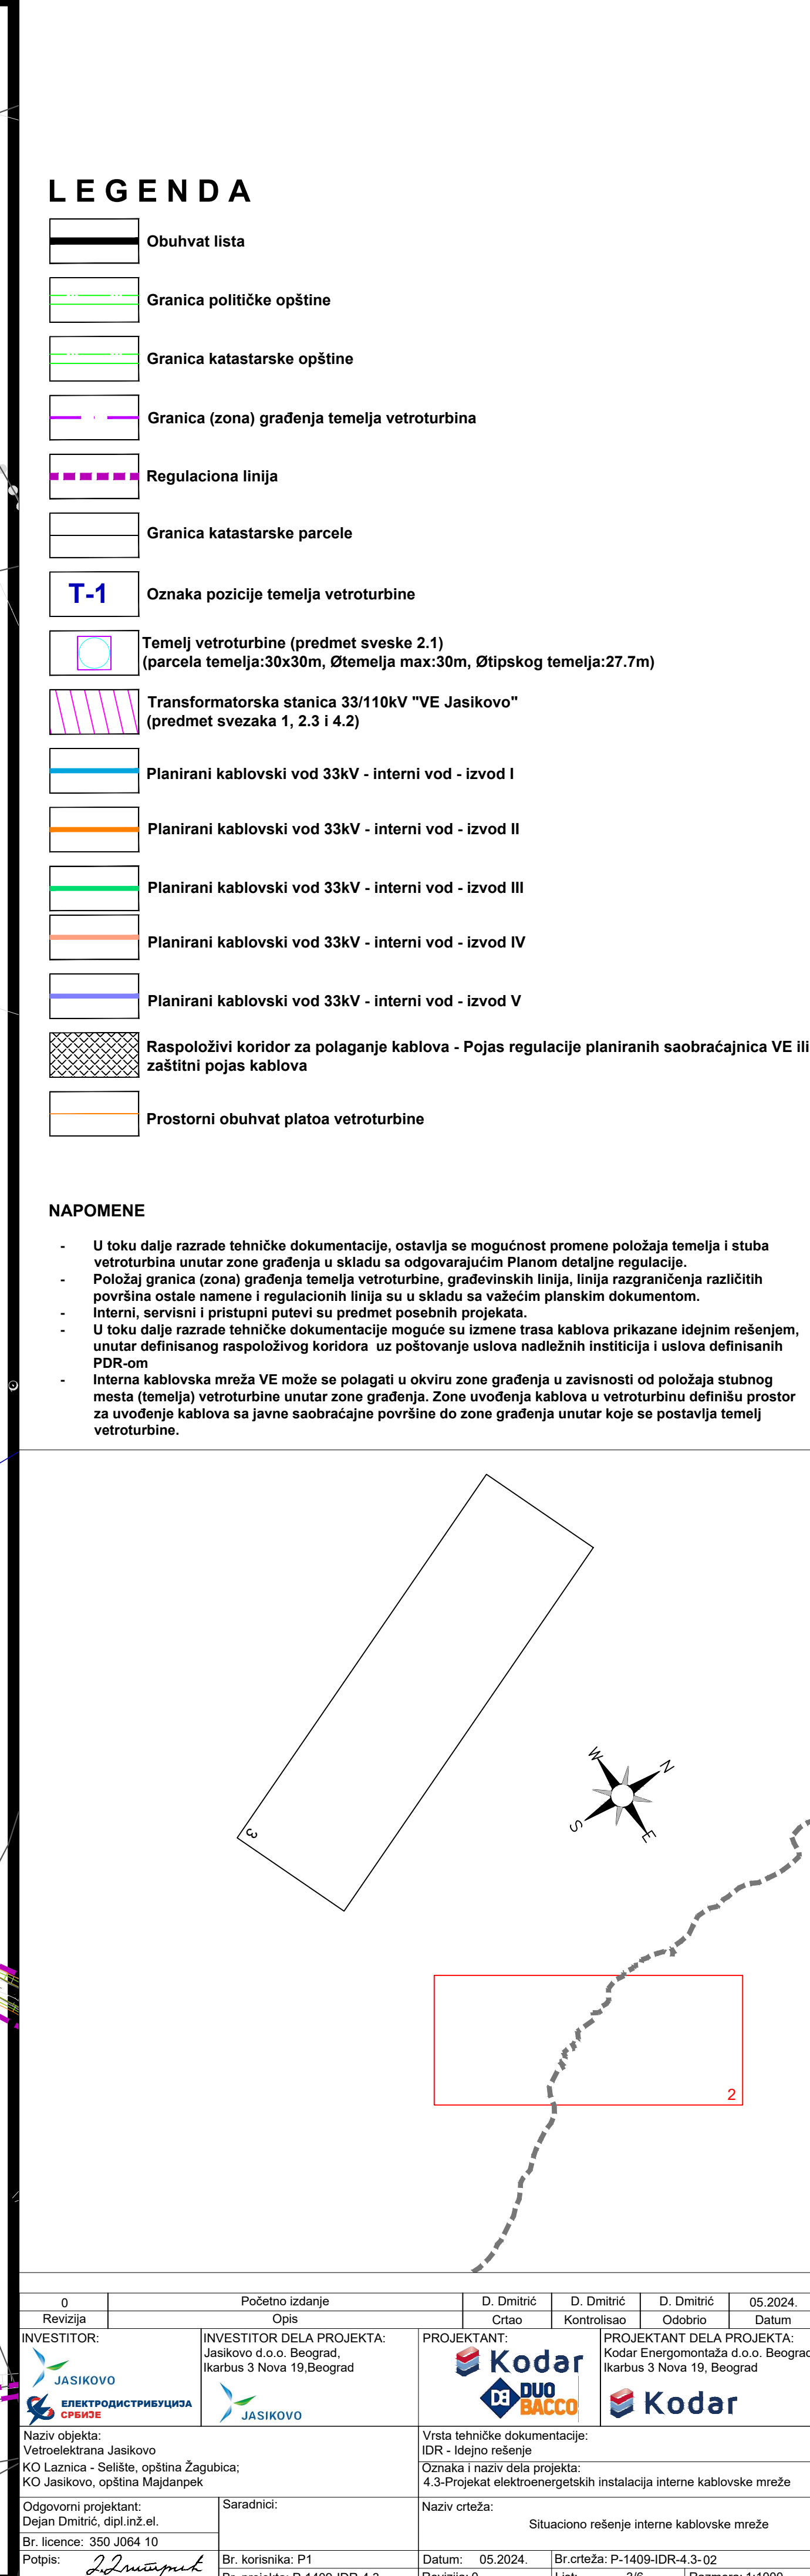 LEGENDA
Obuhvat lista
Granica političke opštine
Granica katastarske opštine
Granica (zona) građenja temelja vetroturbina
Regulaciona linija
Granica katastarske parcele
T-1 Oznaka pozicije temelja vetroturbine
Temelj vetroturbine (predmet sveske 2.1)
(parcela temelja:30x30m, Øtemelja max:30m, Øtipskog temelja:27.7m)
Transformatorska stanica 33/110kV "VE Jasikovo"
(predmet svezaka 1, 2.3 i 4.2)
Planirani kablovski vod 33kV - interni vod - izvod I
Planirani kablovski vod 33kV - interni vod - izvod II
Planirani kablovski vod 33kV - interni vod - izvod III
Planirani kablovski vod 33kV - interni vod - izvod IV
Planirani kablovski vod 33kV - interni vod - izvod V
Raspoloživi koridor za polaganje kablova - Pojas regulacije planiranih saobraćajnica VE ili
zaštitni pojas kablova
Prostorni obuhvat platoa vetroturbine
NAPOMENE
- U toku dalje razrade tehničke dokumentacije, ostavlja se mogućnost promene položaja temelja i stuba
vetroturbina unutar zone građenja u skladu sa odgovarajućim Planom detaljne regulacije.
- Položaj granica (zona) građenja temelja vetroturbine, građevinskih linija, linija razgraničenja različitih
površina ostale namene i regulacionih linija su u skladu sa važećim planskim dokumentom.
- Interni, servisni i pristupni putevi su predmet posebnih projekata.
- U toku dalje razrade tehničke dokumentacije moguće su izmene trasa kablova prikazane idejnim rešenjem,
unutar definisanog raspoloživog koridora uz poštovanje uslova nadležnih institicija i uslova definisanih
PDR-om
- Interna kablovska mreža VE može se polagati u okviru zone građenja u zavisnosti od položaja stubnog
mesta (temelja) vetroturbine unutar zone građenja. Zone uvođenja kablova u vetroturbinu definišu prostor
za uvođenje kablova sa javne saobraćajne površine do zone građenja unutar koje se postavlja temelj
vetroturbine.
W
N
S
E
3
2
0 Početno izdanje D. Dmitrić D. Dmitrić D. Dmitrić 05.2024.
Revizija Opis Crtao Kontrolisao Odobrio Datum
INVESTITOR:
JASIKOVO
ЕЛЕКТРОДИСТРИБУЦИЈА
СРБИЈЕ
INVESTITOR DELA PROJEKTA:
Jasikovo d.o.o. Beograd,
Ikarbus 3 Nova 19,Beograd
JASIKOVO
PROJEKTANT:
Kodar
DB DUO
BACCO
PROJEKTANT DELA PROJEKTA:
Kodar Energomontaža d.o.o. Beograd
Ikarbus 3 Nova 19, Beograd
Kodar
Naziv objekta:
Vetroelektrana Jasikovo
KO Laznica - Selište, opština Žagubica;
KO Jasikovo, opština Majdanpek
Vrsta tehničke dokumentacije:
IDR - Idejno rešenje
Oznaka i naziv dela projekta:
4.3-Projekat elektroenergetskih instalacija interne kablovske mreže
Odgovorni projektant:
Dejan Dmitrić, dipl.inž.el.
Br. licence: 350 J064 10
Saradnici:
Naziv crteža:
Situaciono rešenje interne kablovske mreže
Potpis:
Br. korisnika: P1
Datum: 05.2024.
Br.crteža: P-1409-IDR-4.3-02